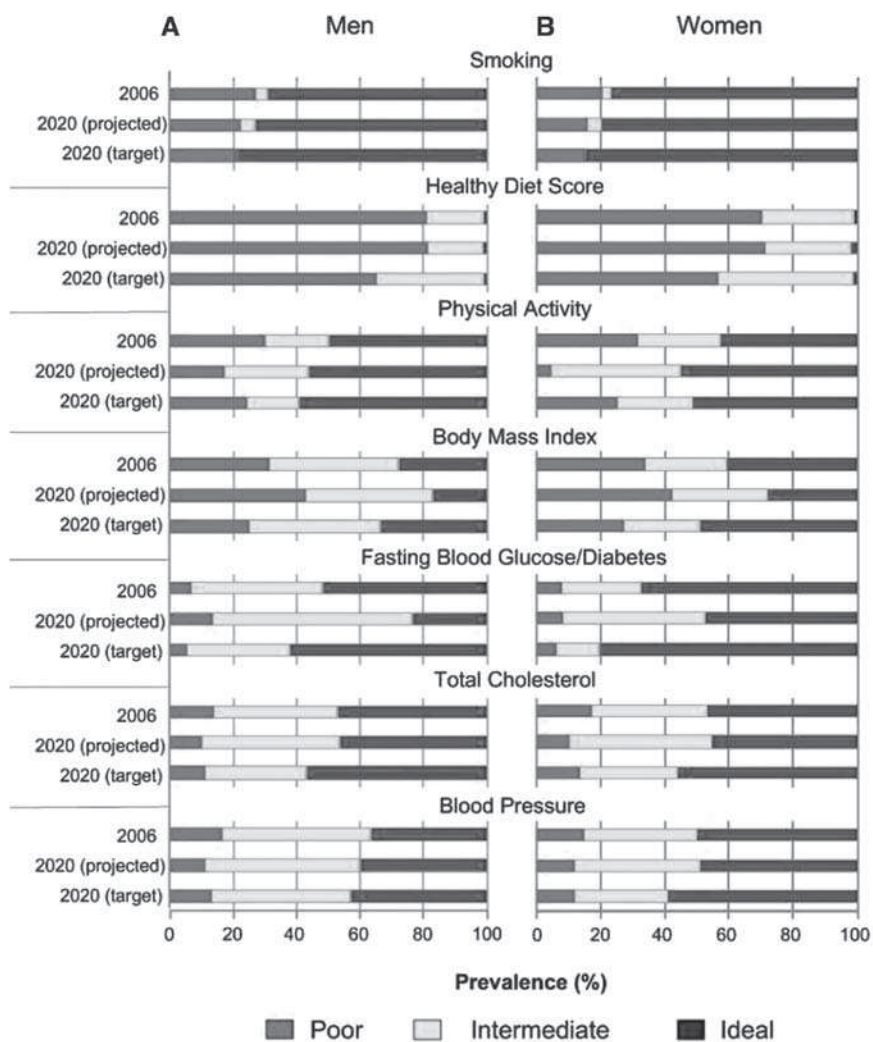 A Men B Women
Smoking
2006
2020 (projected)
2020 (target)
Healthy Diet Score
2006
2020 (projected)
2020 (target)
Physical Activity
2006
2020 (projected)
2020 (target)
Body Mass Index
2006
2020 (projected)
2020 (target)
Fasting Blood Glucose/Diabetes
2006
2020 (projected)
2020 (target)
Total Cholesterol
2006
2020 (projected)
2020 (target)
Blood Pressure
2006
2020 (projected)
2020 (target)
0 20 40 60 80 100 0 20 40 60 80 100
Prevalence (%)
Poor Intermediate Ideal